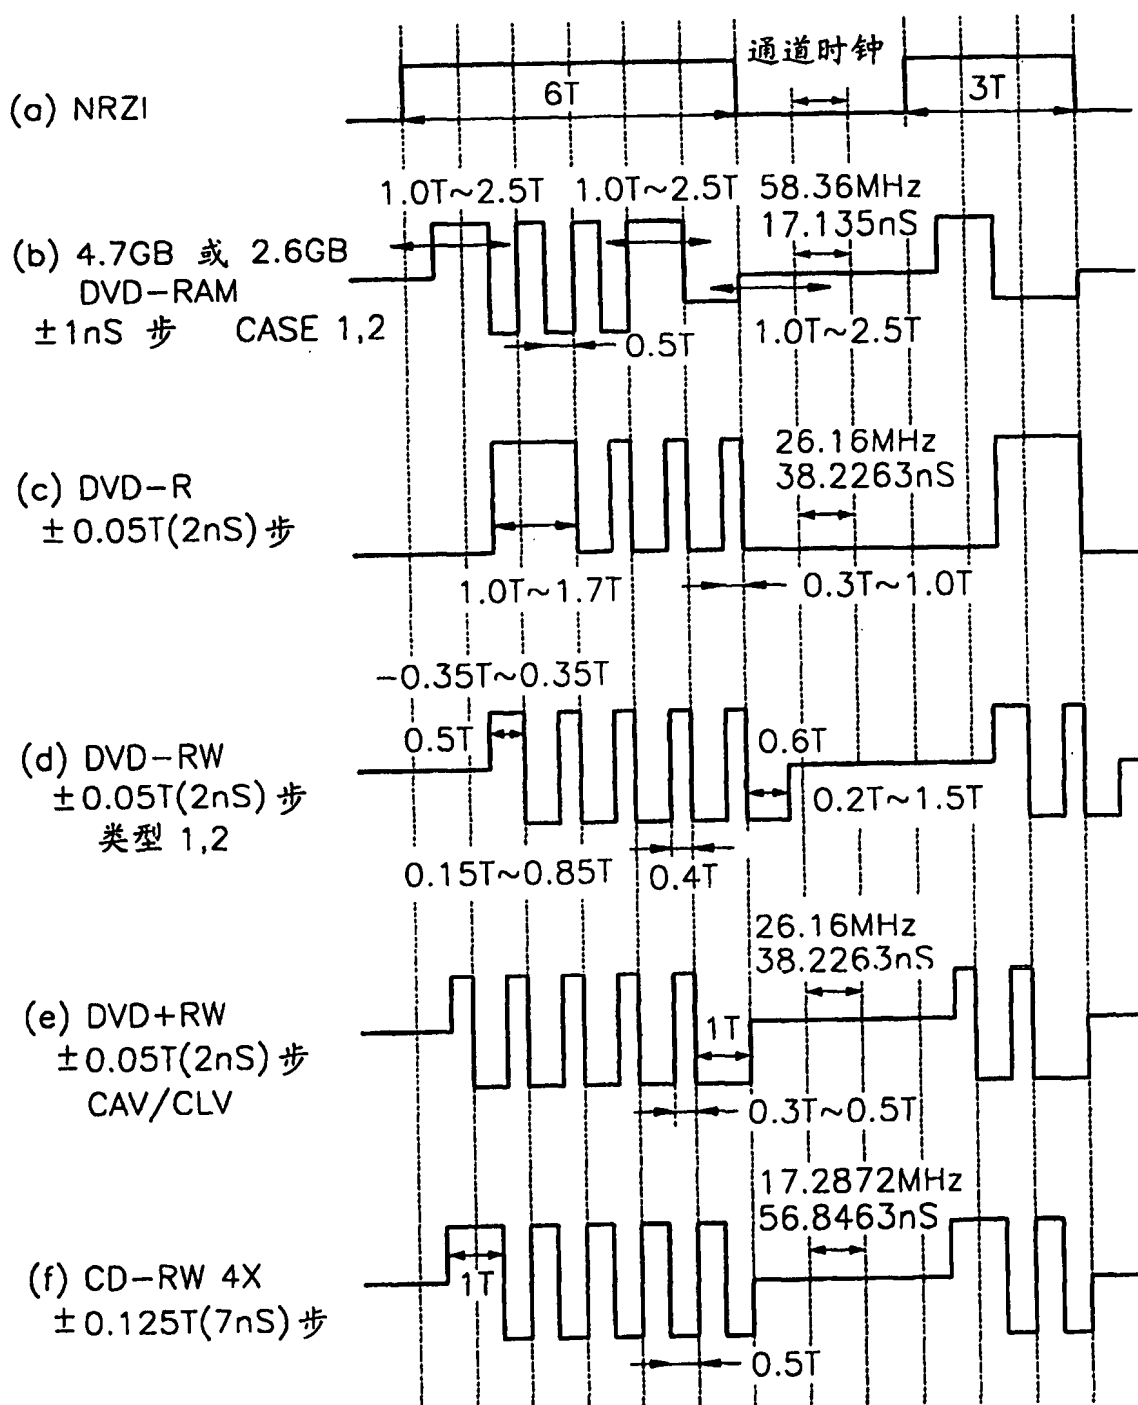 通道时钟
6T
3T
(a) NRZI
1.0T~2.5T
1.0T~2.5T
58.36MHz
17.135nS
(b) 4.7GB 或 2.6GB
DVD-RAM
±1nS 步 CASE 1,2
0.5T
1.0T~2.5T
26.16MHz
38.2263nS
(c) DVD-R
±0.05T(2nS)步
1.0T~1.7T
0.3T~1.0T
-0.35T~0.35T
0.5T
0.6T
(d) DVD-RW
±0.05T(2nS)步
类型 1,2
0.2T~1.5T
0.15T~0.85T
0.4T
26.16MHz
38.2263nS
(e) DVD+RW
±0.05T(2nS)步
CAV/CLV
1T
0.3T~0.5T
17.2872MHz
56.8463nS
(f) CD-RW 4X
±0.125T(7nS)步
1T
0.5T